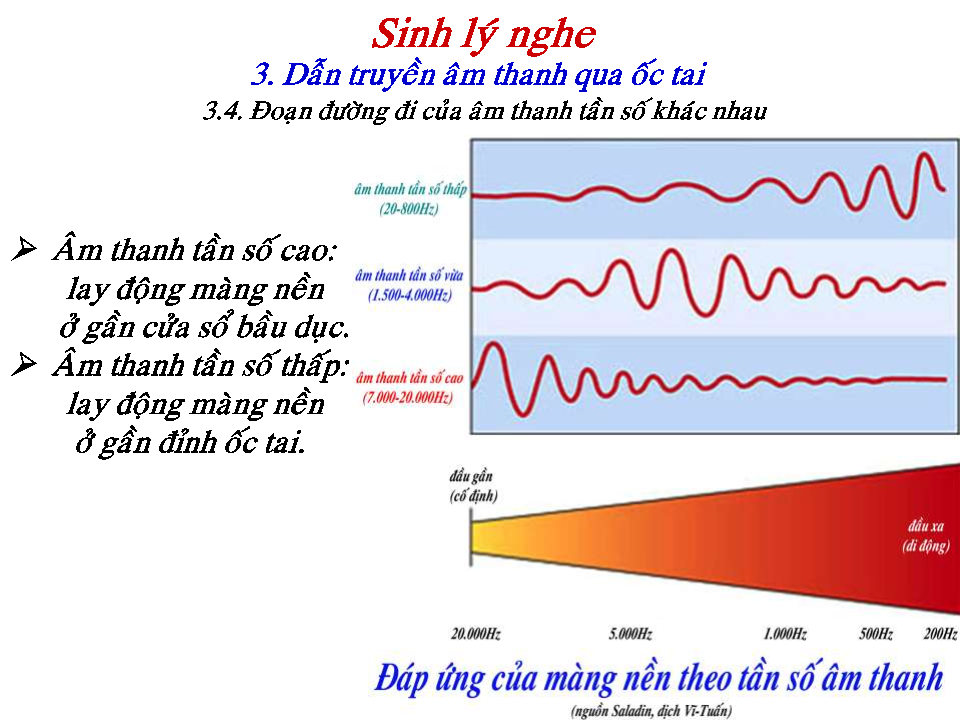 Sinh lý nghe
3. Dẫn truyền âm thanh qua ốc tai
3.4. Đoạn đường đi của âm thanh tần số khác nhau
➢ Âm thanh tần số cao:
lay động màng nền
ở gần cửa sổ bầu dục.
➢ Âm thanh tần số thấp:
lay động màng nền
ở gần đỉnh ốc tai.
âm thanh tần số thấp
(20-800Hz)
âm thanh tần số vừa
(1.500-4.000Hz)
âm thanh tần số cao
(7.000-20.000Hz)
đầu gần
(cố định)
đầu xa
(di động)
20.000Hz 5.000Hz 1.000Hz 500Hz 200Hz
Đáp ứng của màng nền theo tần số âm thanh
(nguồn Saladin, dịch Vĩ-Tuấn)